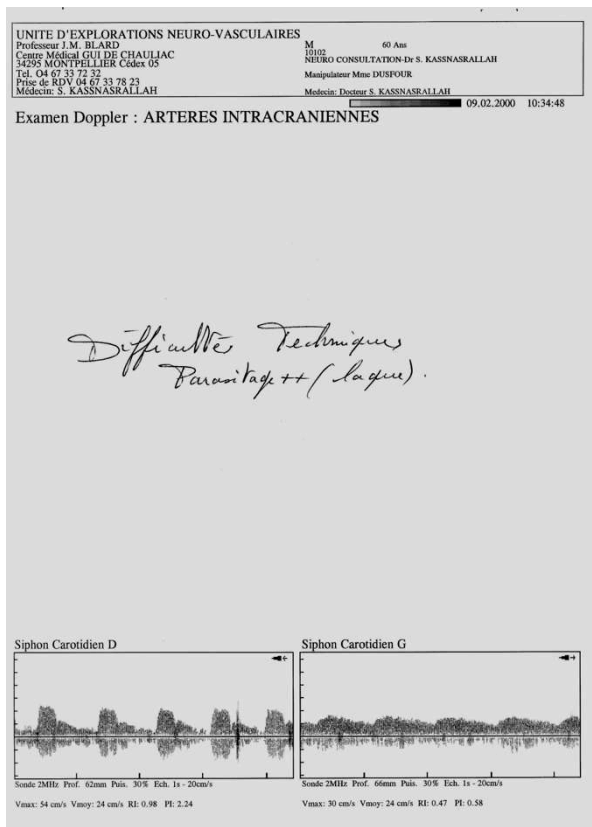 UNITE D'EXPLORATIONS NEURO-VASCULAIRES
Professeur J.M. BLARD
Centre Médical GUI DE CHAULIAC
34295 MONTPELLIER Cédex 05
Tel. O4 67 33 72 32
Prise de RDV 04 67 33 78 23
Médecin: S. KASSNASRALLAH
M 60 Ans
10102
NEURO CONSULTATION-Dr S. KASSNASRALLAH
Manipulateur Mme DUSFOUR
Medecin: Docteur S. KASSNASRALLAH
09.02.2000 10:34:48
Examen Doppler : ARTERES INTRACRANIENNES
Difficultés Techniques
Parasitage ++ (laque).
Siphon Carotidien D
Sonde 2MHz Prof. 62mm Puis. 30% Ech. 1s - 20cm/s
Vmax: 54 cm/s Vmoy: 24 cm/s RI: 0.98 PI: 2.24
Siphon Carotidien G
Sonde 2MHz Prof. 66mm Puis. 30% Ech. 1s - 20cm/s
Vmax: 30 cm/s Vmoy: 24 cm/s RI: 0.47 PI: 0.58